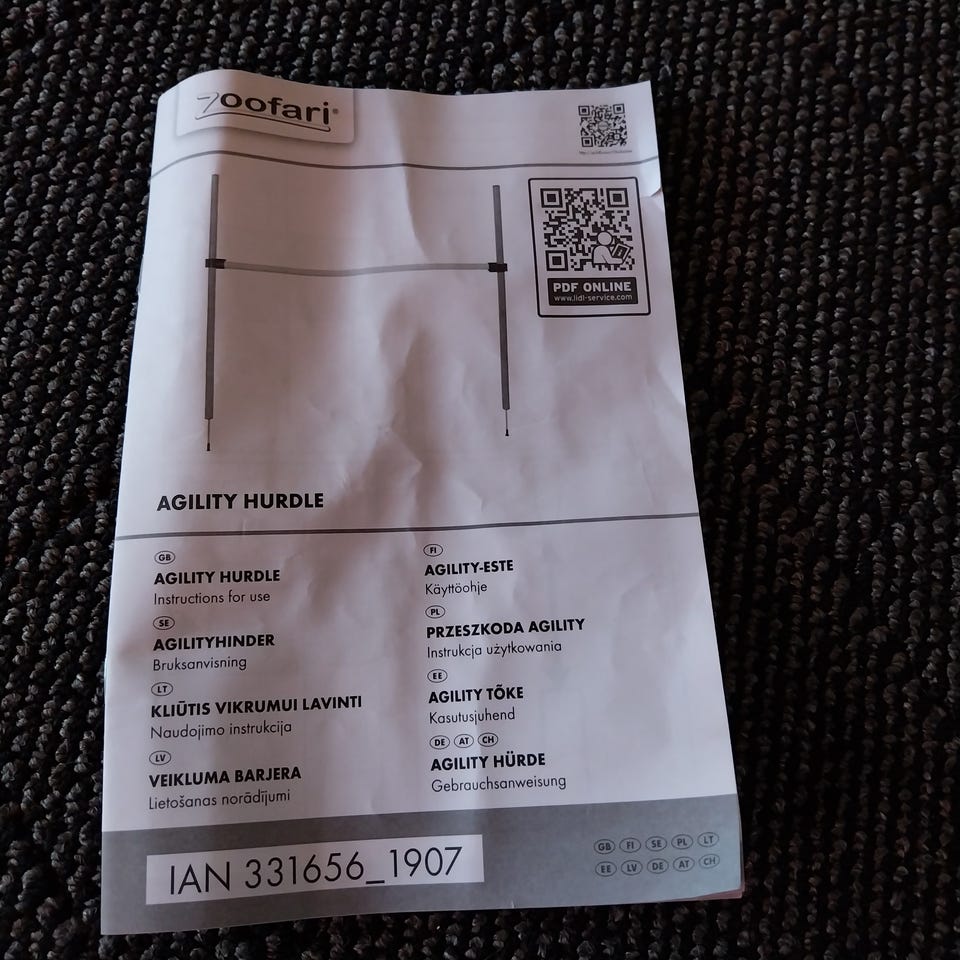 Zoofari®
PDF ONLINE
www.lidl-service.com
AGILITY HURDLE
GB
AGILITY HURDLE
Instructions for use
SE
AGILITYHINDER
Bruksanvisning
LT
KLIŪTIS VIKRUMUI LAVINTI
Naudojimo instrukcija
LV
VEIKLUMA BARJERA
Lietošanas norādījumi
FI
AGILITY-ESTE
Käyttöohje
PL
PRZESZKODA AGILITY
Instrukcja użytkowania
EE
AGILITY TÕKE
Kasutusjuhend
DE AT CH
AGILITY HÜRDE
Gebrauchsanweisung
IAN 331656_1907
GB FI SE PL LT
EE LV DE AT CH